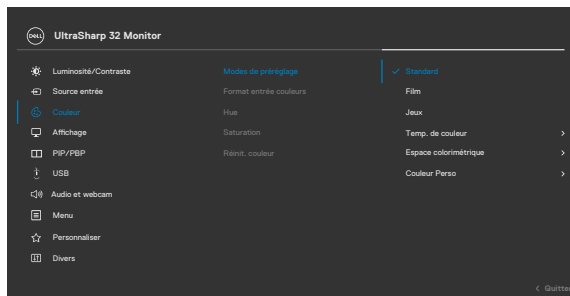 DELL
UltraSharp 32 Monitor
Luminosité/Contraste
Source entrée
Couleur
Affichage
PIP/PBP
USB
Audio et webcam
Menu
Personnaliser
Divers
Modes de préréglage
Format entrée couleurs
Hue
Saturation
Réinit. couleur
Standard
Film
Jeux
Temp. de couleur
Espace colorimétrique
Couleur Perso
Quitter